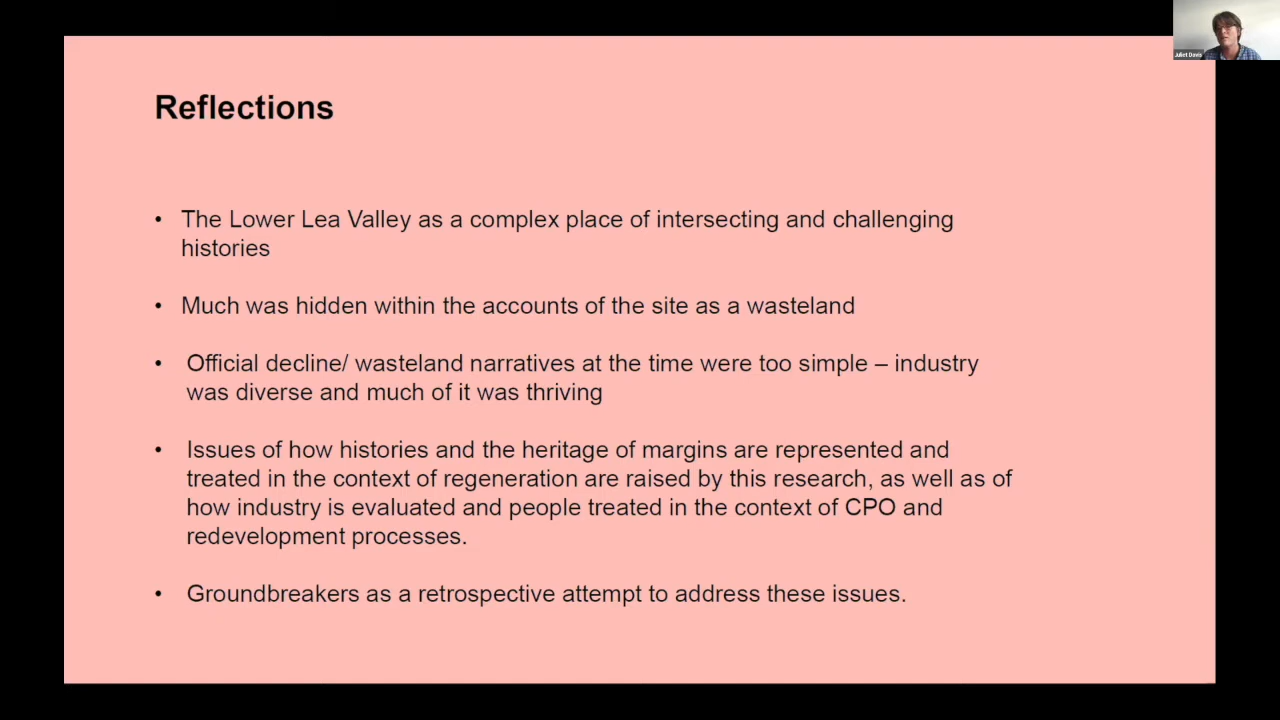 Juliet Davis
Reflections
• The Lower Lea Valley as a complex place of intersecting and challenging
histories
• Much was hidden within the accounts of the site as a wasteland
• Official decline/ wasteland narratives at the time were too simple – industry
was diverse and much of it was thriving
• Issues of how histories and the heritage of margins are represented and
treated in the context of regeneration are raised by this research, as well as of
how industry is evaluated and people treated in the context of CPO and
redevelopment processes.
• Groundbreakers as a retrospective attempt to address these issues.